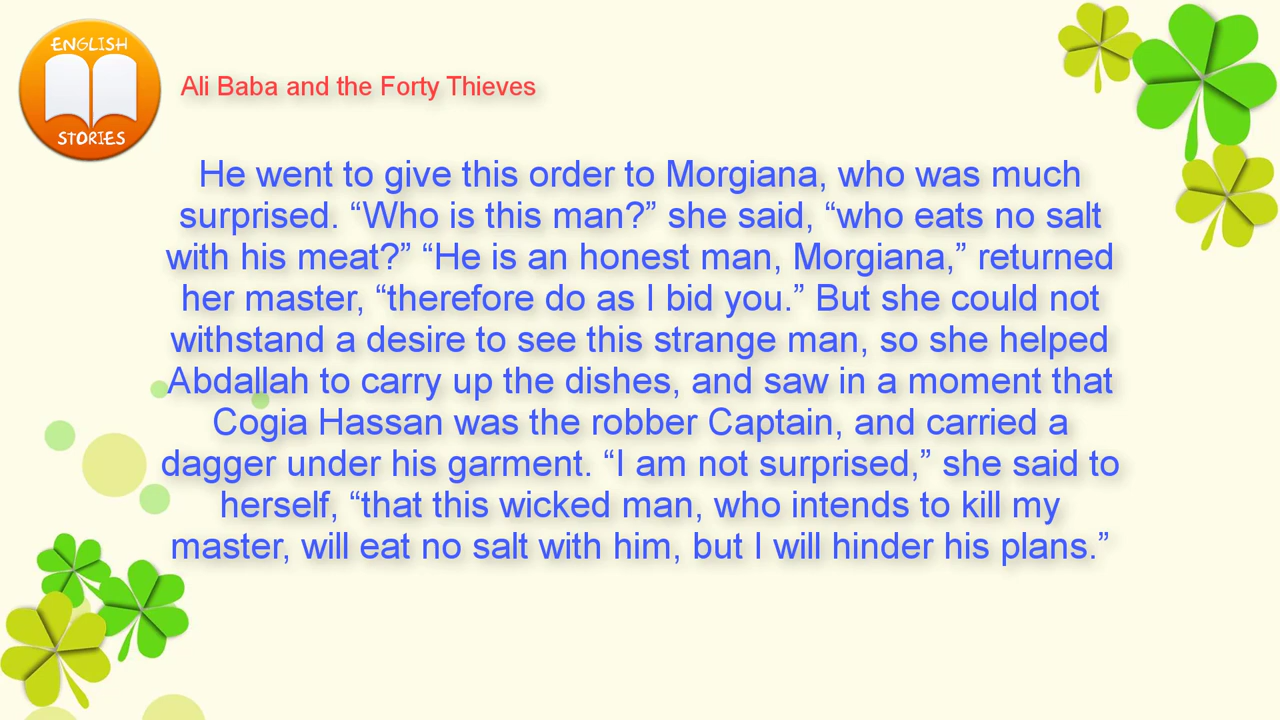 ENGLISH
STORIES
Ali Baba and the Forty Thieves
He went to give this order to Morgiana, who was much
surprised. “Who is this man?” she said, “who eats no salt
with his meat?” “He is an honest man, Morgiana,” returned
her master, “therefore do as I bid you.” But she could not
withstand a desire to see this strange man, so she helped
Abdallah to carry up the dishes, and saw in a moment that
Cogia Hassan was the robber Captain, and carried a
dagger under his garment. “I am not surprised,” she said to
herself, “that this wicked man, who intends to kill my
master, will eat no salt with him, but I will hinder his plans.”